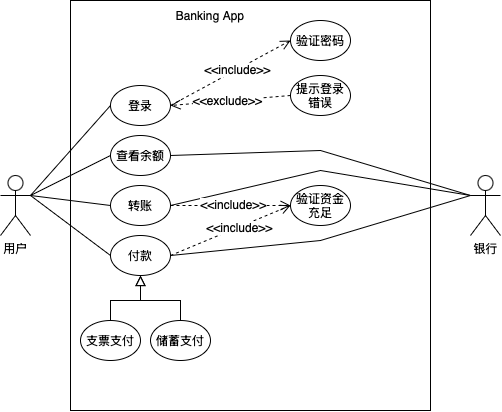 Banking App
验证密码
<<include>>
提示登录
错误
<<exclude>>
登录
查看余额
转账
<<include>>
验证资金
充足
<<include>>
付款
用户
银行
支票支付
储蓄支付